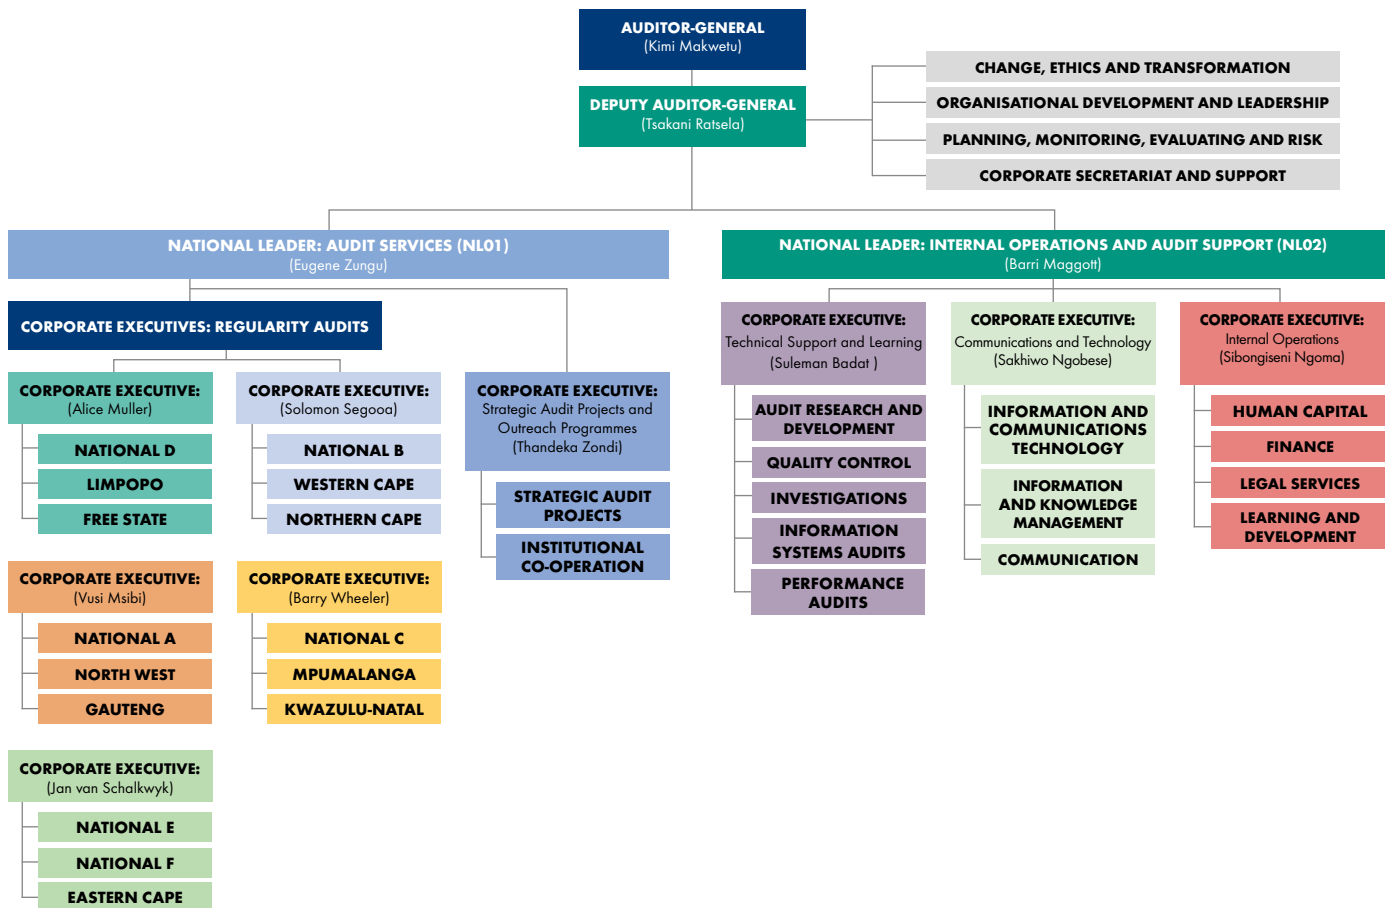 AUDITOR-GENERAL
(Kimi Makwetu)
DEPUTY AUDITOR-GENERAL
(Tsakani Ratsela)
CHANGE, ETHICS AND TRANSFORMATION
ORGANISATIONAL DEVELOPMENT AND LEADERSHIP
PLANNING, MONITORING, EVALUATING AND RISK
CORPORATE SECRETARIAT AND SUPPORT
NATIONAL LEADER: AUDIT SERVICES (NL01)
(Eugene Zungu)
CORPORATE EXECUTIVES: REGULARITY AUDITS
CORPORATE EXECUTIVE:
(Alice Muller)
NATIONAL D
LIMPOPO
FREE STATE
CORPORATE EXECUTIVE:
(Solomon Segooa)
NATIONAL B
WESTERN CAPE
NORTHERN CAPE
CORPORATE EXECUTIVE:
Strategic Audit Projects and
Outreach Programmes
(Thandeka Zondi)
STRATEGIC AUDIT
PROJECTS
INSTITUTIONAL
CO-OPERATION
CORPORATE EXECUTIVE:
(Vusi Msibi)
NATIONAL A
NORTH WEST
GAUTENG
CORPORATE EXECUTIVE:
(Barry Wheeler)
NATIONAL C
MPUMALANGA
KWAZULU-NATAL
CORPORATE EXECUTIVE:
(Jan van Schalkwyk)
NATIONAL E
NATIONAL F
EASTERN CAPE
NATIONAL LEADER: INTERNAL OPERATIONS AND AUDIT SUPPORT (NL02)
(Barri Maggott)
CORPORATE EXECUTIVE:
Technical Support and Learning
(Suleman Badat )
AUDIT RESEARCH AND
DEVELOPMENT
QUALITY CONTROL
INVESTIGATIONS
INFORMATION
SYSTEMS AUDITS
PERFORMANCE
AUDITS
CORPORATE EXECUTIVE:
Communications and Technology
(Sakhiwo Ngobese)
INFORMATION AND
COMMUNICATIONS
TECHNOLOGY
INFORMATION
AND KNOWLEDGE
MANAGEMENT
COMMUNICATION
CORPORATE EXECUTIVE:
Internal Operations
(Sibongiseni Ngoma)
HUMAN CAPITAL
FINANCE
LEGAL SERVICES
LEARNING AND
DEVELOPMENT